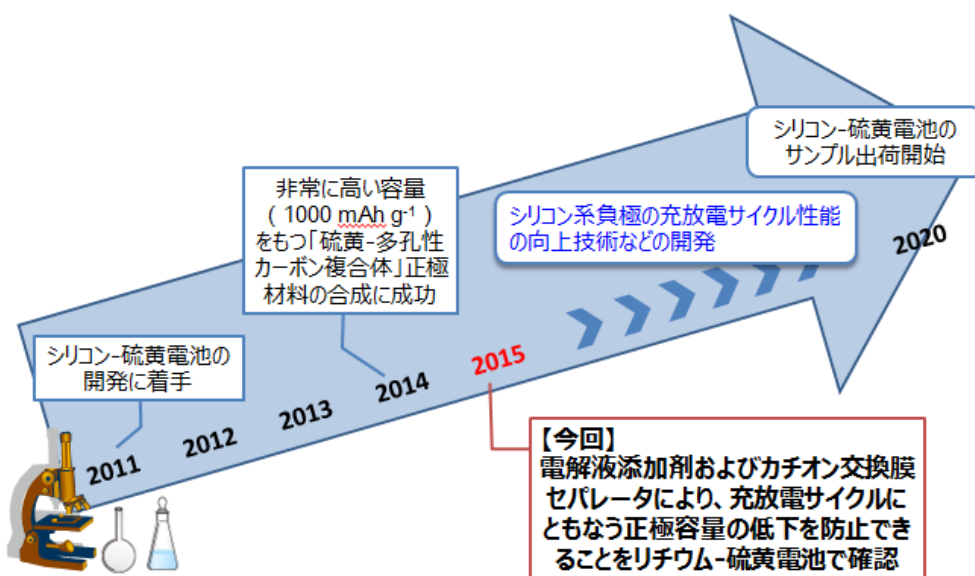 シリコン-硫黄電池の
サンプル出荷開始
非常に高い容量
( 1000 mAh g-1 )
をもつ「硫黄-多孔性
カーボン複合体」正極
材料の合成に成功
シリコン系負極の充放電サイクル性能
の向上技術などの開発
2020
シリコン-硫黄電池の
開発に着手
2011
2012
2013
2014
2015
【今回】
電解液添加剤およびカチオン交換膜
セパレータにより、充放電サイクルに
ともなう正極容量の低下を防止でき
ることをリチウム-硫黄電池で確認